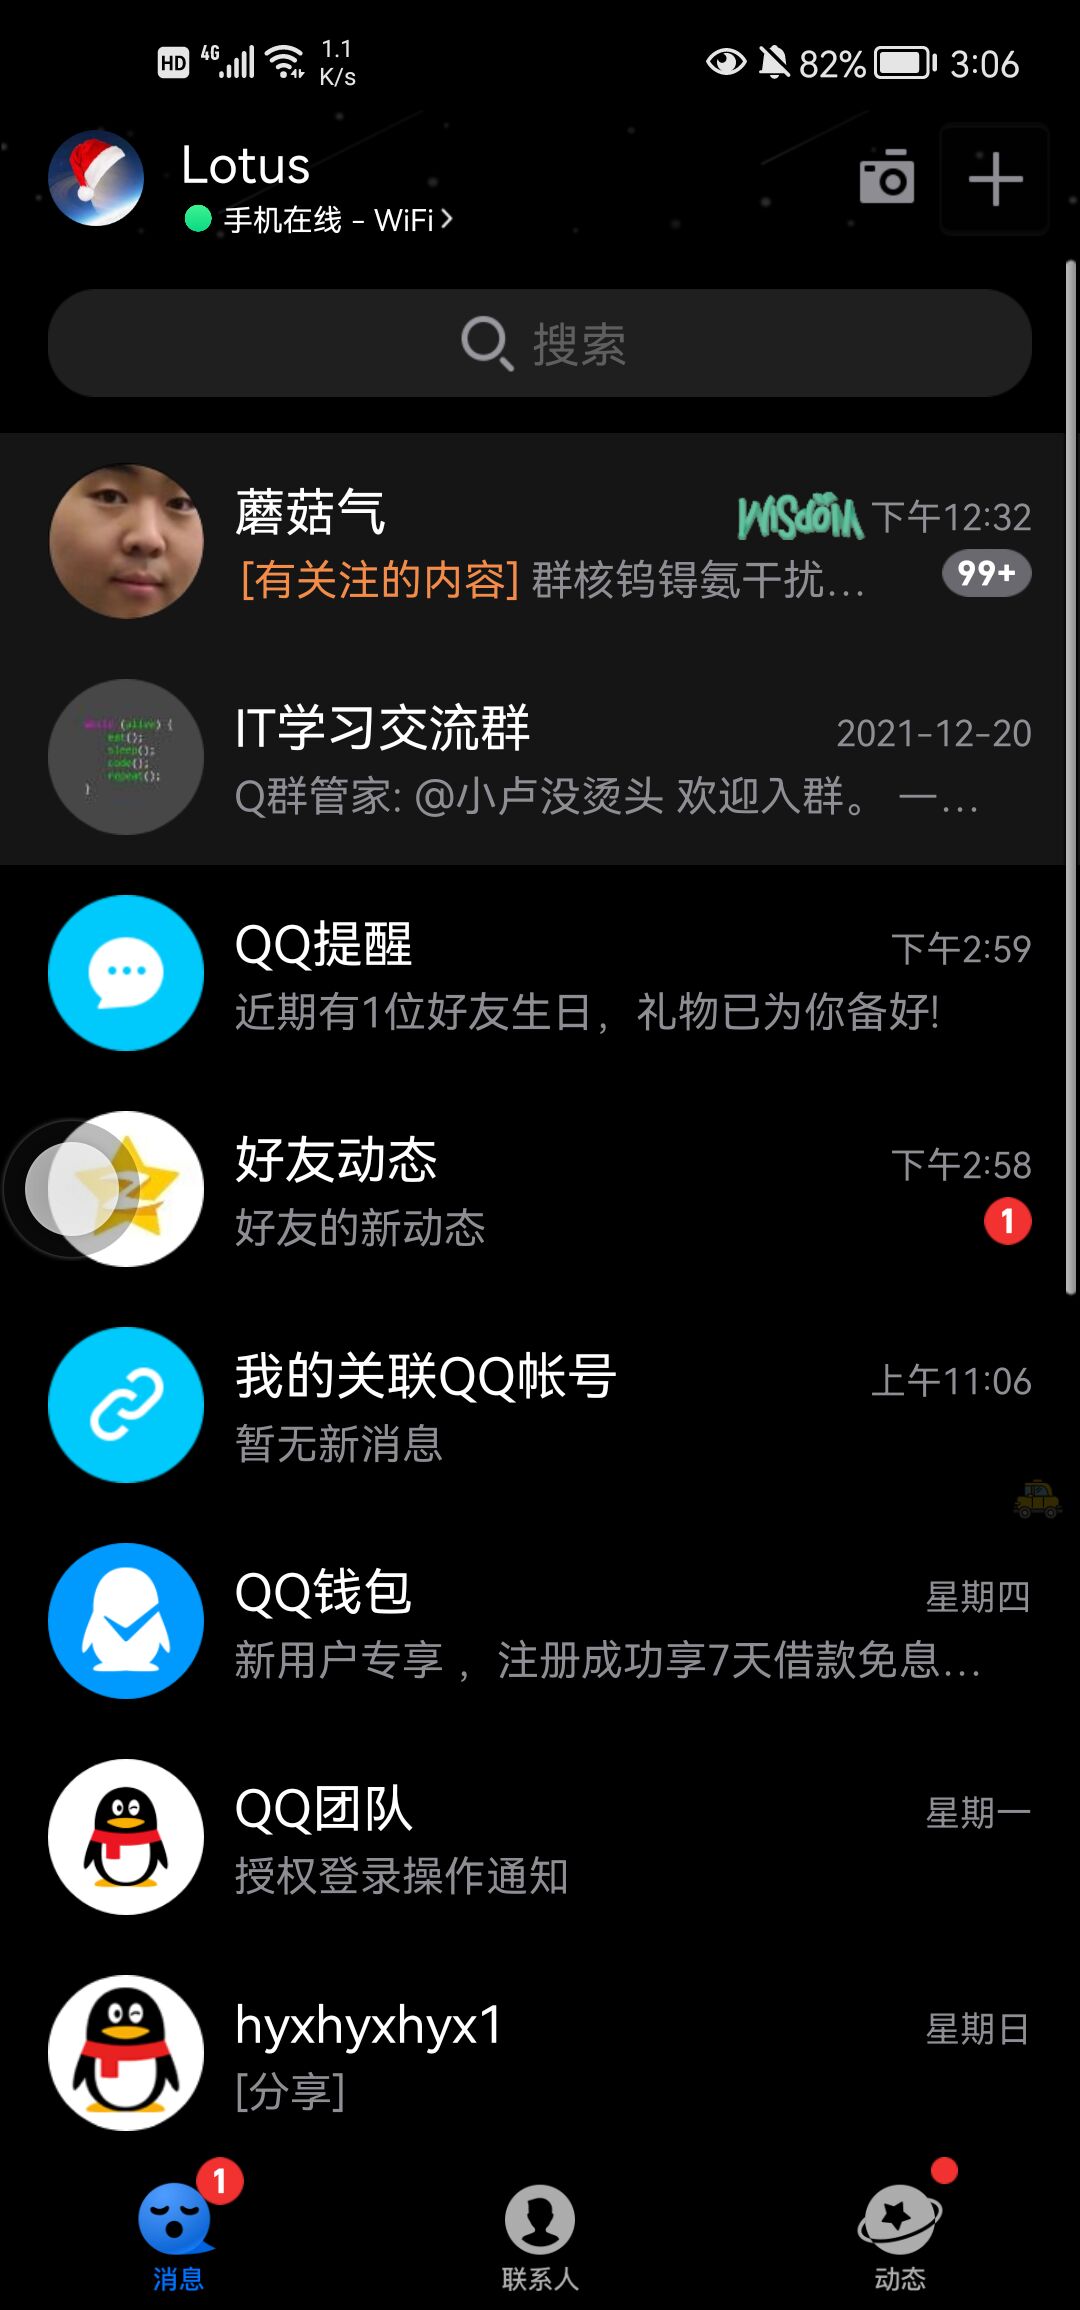 HD 4G 1.1 K/s 82% 3:06
Lotus
手机在线 - WiFi
搜索
蘑菇气 WISDOM 下午12:32
[有关注的内容] 群核钨锝氨干扰... 99+
IT学习交流群 2021-12-20
Q群管家: @小卢没烫头 欢迎入群。 一...
while (alive) {
eat();
sleep();
code();
repeat();
}
QQ提醒 下午2:59
近期有1位好友生日，礼物已为你备好!
好友动态 下午2:58
好友的新动态 1
我的关联QQ帐号 上午11:06
暂无新消息
QQ钱包 星期四
新用户专享 ，注册成功享7天借款免息...
QQ团队 星期一
授权登录操作通知
hyxhyxhyx1 星期日
[分享]
1
消息 联系人 动态